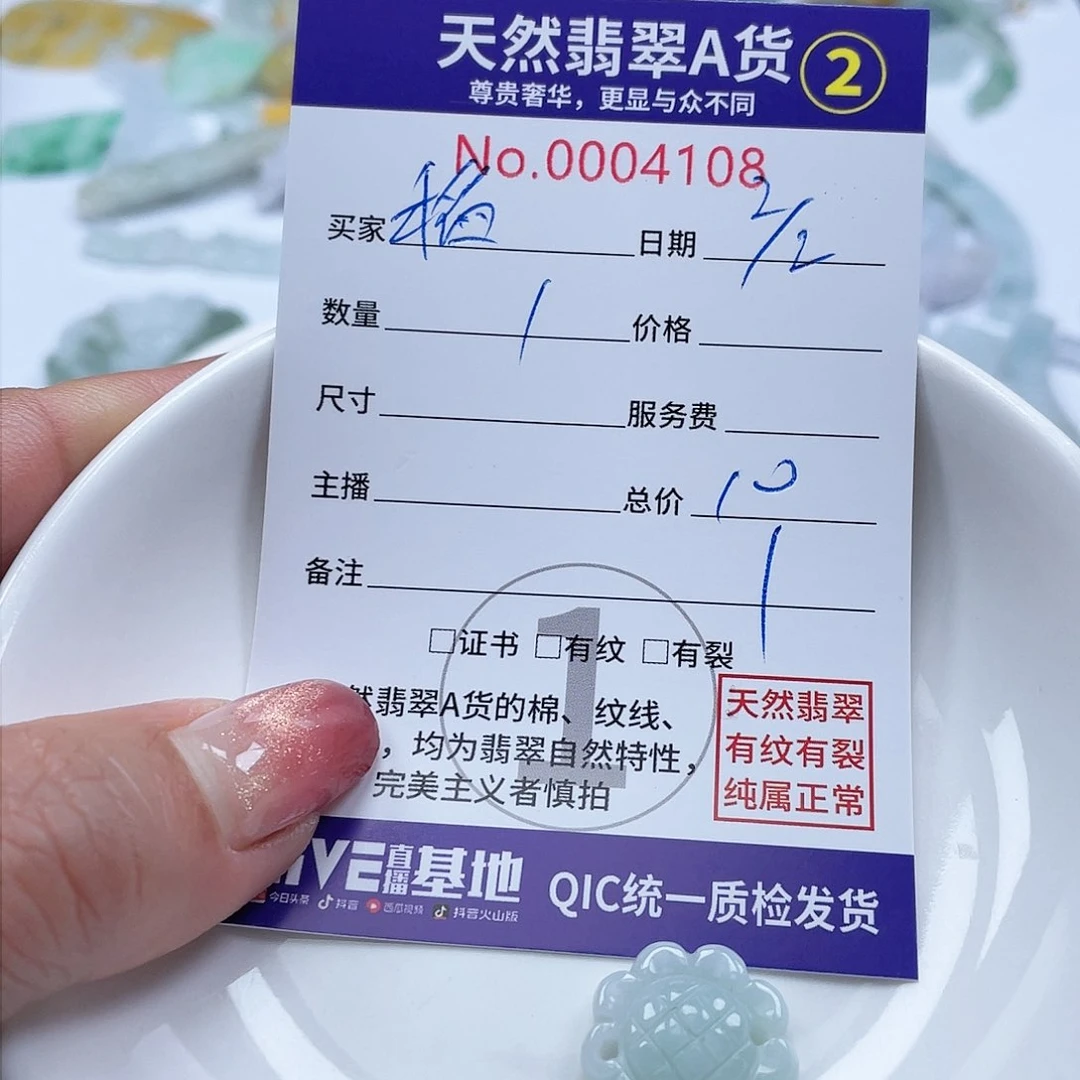 天然翡翠A货 2
尊贵奢华，更显与众不同
No.0004108
买家 日期 2/2
数量 1 价格
尺寸 服务费
主播 总价 10
备注 1
□证书 □有纹 □有裂
1
然翡翠A货的棉、纹线、
，均为翡翠自然特性，
完美主义者慎拍
天然翡翠
有纹有裂
纯属正常
IVE直播基地 QIC统一质检发货
今日头条 抖音 西瓜视频 抖音火山版